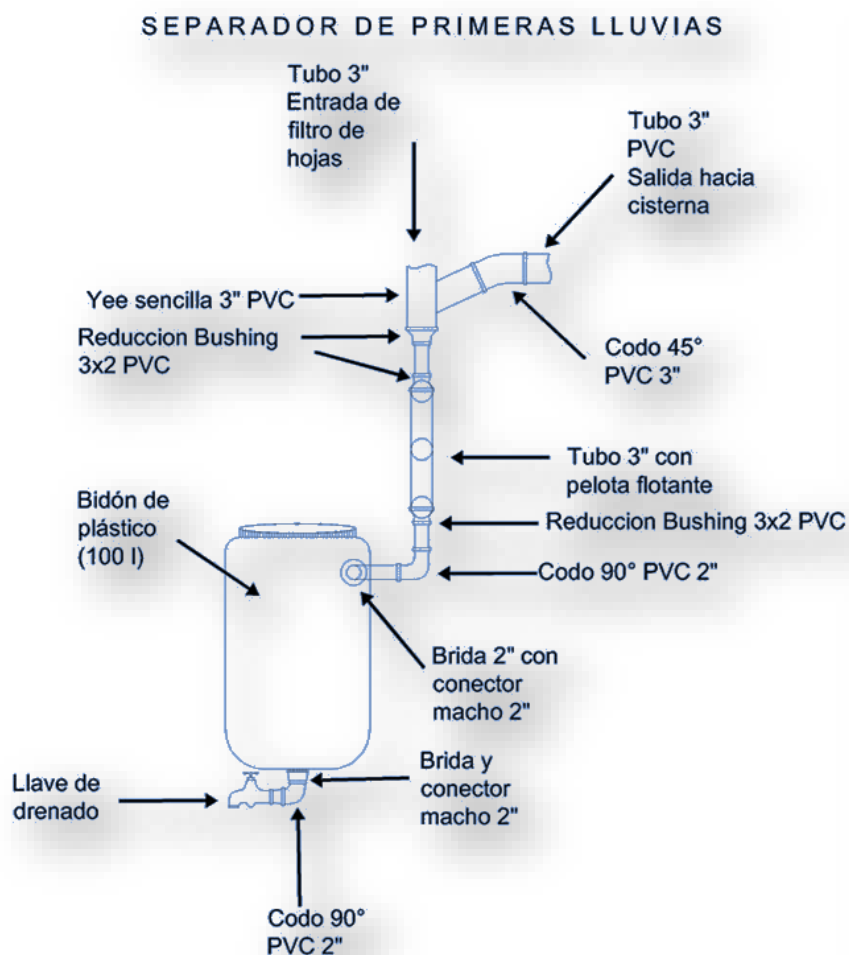 SEPARADOR DE PRIMERAS LLUVIAS
Tubo 3"
Entrada de
filtro de
hojas
Tubo 3"
PVC
Salida hacia
cisterna
Yee sencilla 3" PVC
Reduccion Bushing
3x2 PVC
Codo 45°
PVC 3"
Tubo 3" con
pelota flotante
Bidón de
plástico
(100 l)
Reduccion Bushing 3x2 PVC
Codo 90° PVC 2"
Brida 2" con
conector
macho 2"
Brida y
conector
macho 2"
Llave de
drenado
Codo 90°
PVC 2"